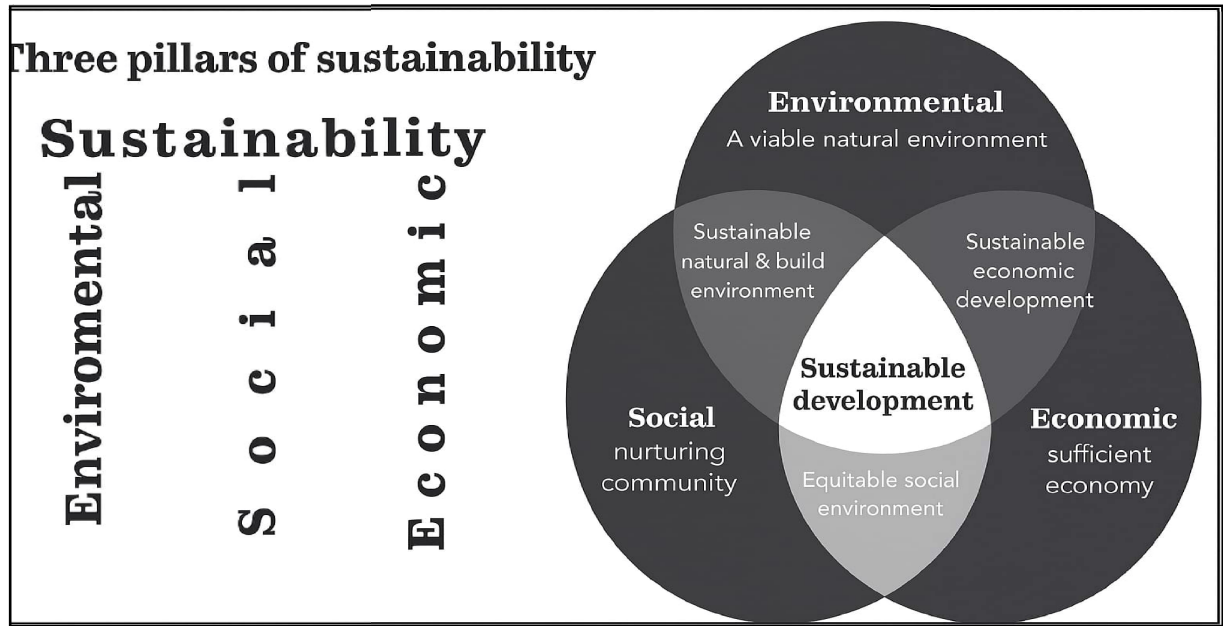 Three pillars of sustainability
Sustainability
Enviromental
Social
Economic
Environmental
A viable natural environment
Sustainable
natural & build
environment
Sustainable
economic
development
Sustainable
development
Social
nurturing
community
Economic
sufficient
economy
Equitable social
environment